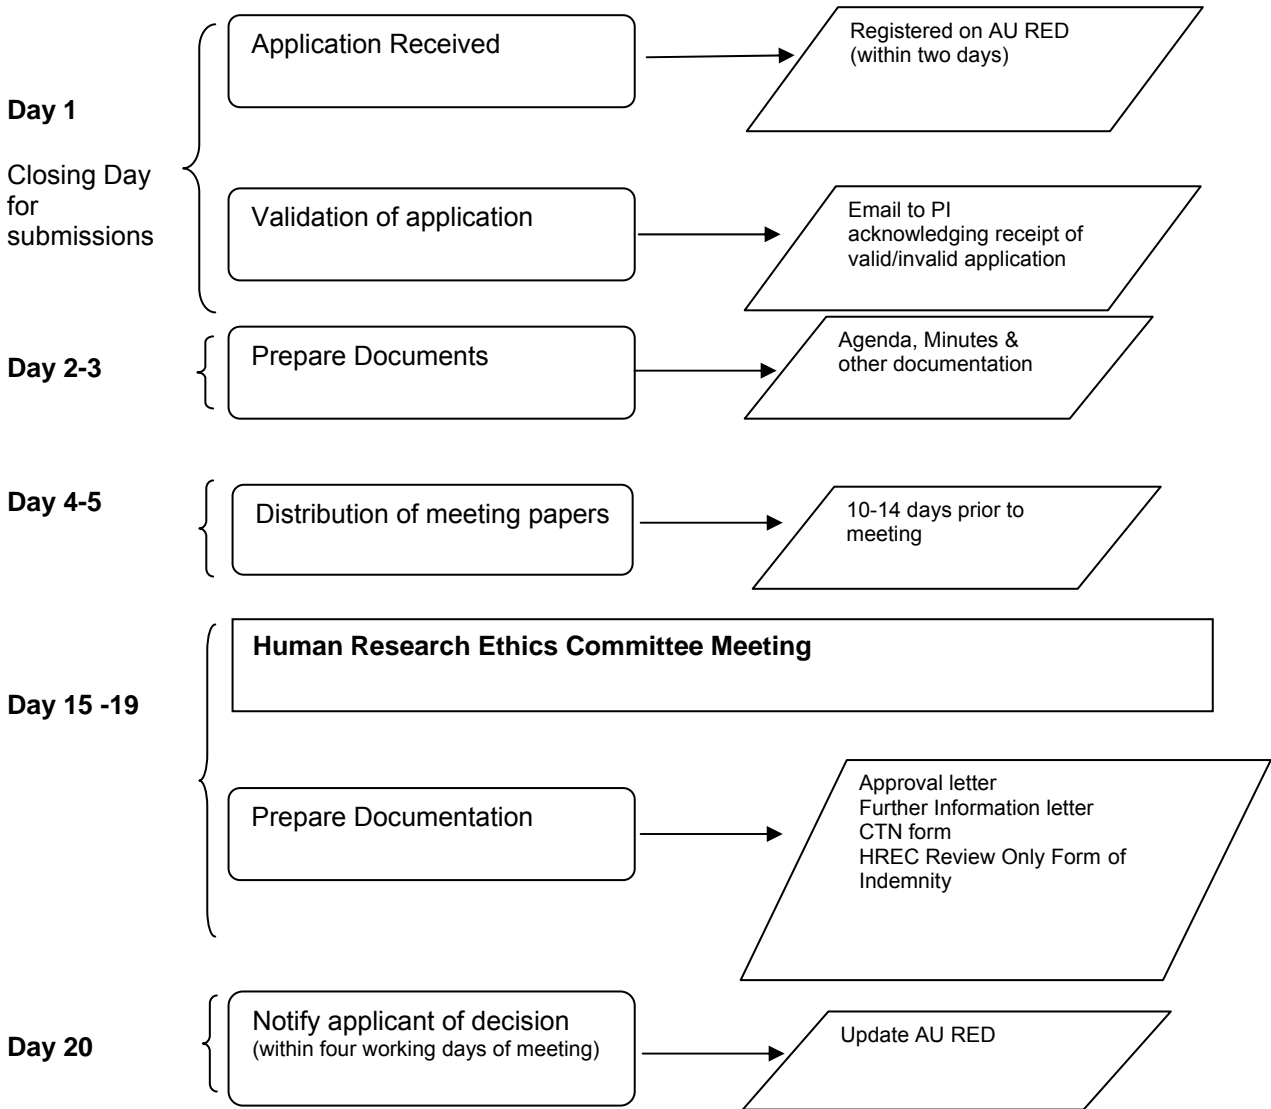 Application Received
Registered on AU RED
(within two days)
Day 1
Closing Day
for
submissions
Validation of application
Email to PI
acknowledging receipt of
valid/invalid application
Day 2-3
Prepare Documents
Agenda, Minutes &
other documentation
Day 4-5
Distribution of meeting papers
10-14 days prior to
meeting
Human Research Ethics Committee Meeting
Day 15 -19
Prepare Documentation
Approval letter
Further Information letter
CTN form
HREC Review Only Form of
Indemnity
Day 20
Notify applicant of decision
(within four working days of meeting)
Update AU RED